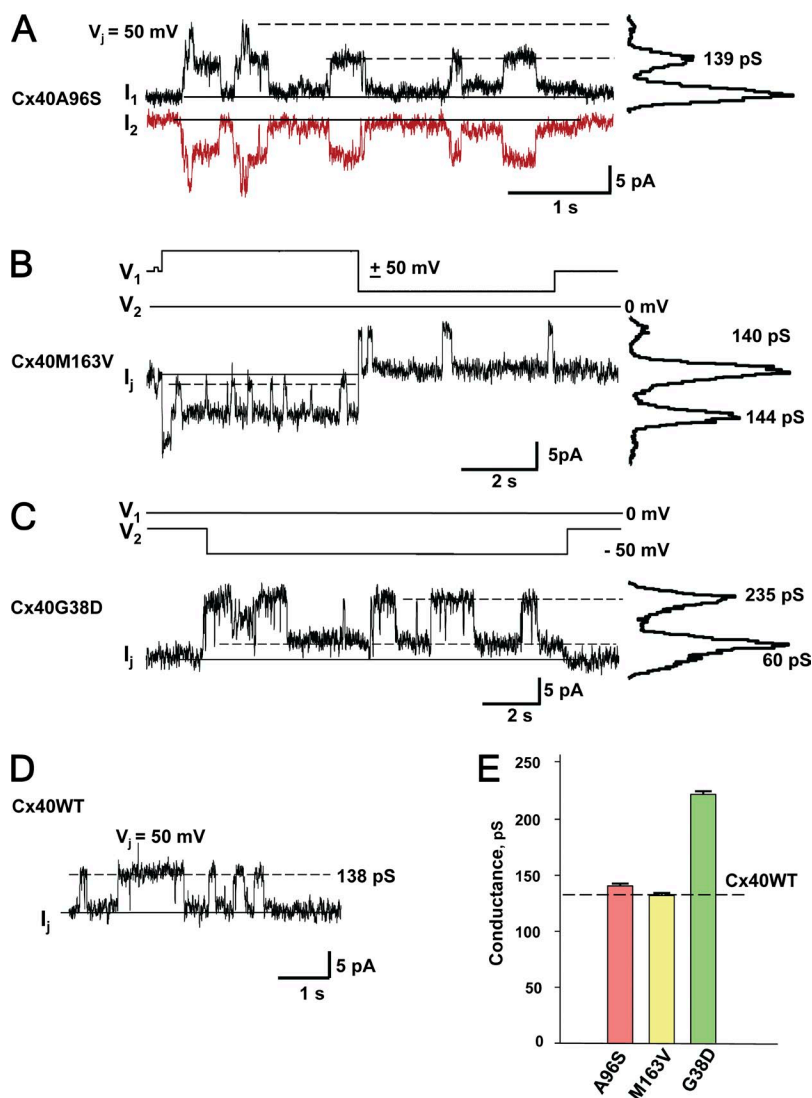 A
Vj = 50 mV
139 pS
Cx40A96S
I1
I2
5 pA
1 s
B
V1
± 50 mV
V2
0 mV
Cx40M163V
140 pS
Ij
144 pS
5pA
2 s
C
V1
0 mV
V2
- 50 mV
Cx40G38D
235 pS
Ij
60 pS
5 pA
2 s
D
Cx40WT
Vj = 50 mV
138 pS
Ij
5 pA
1 s
E
250
200
150
100
50
0
Conductance, pS
Cx40WT
A96S
M163V
G38D